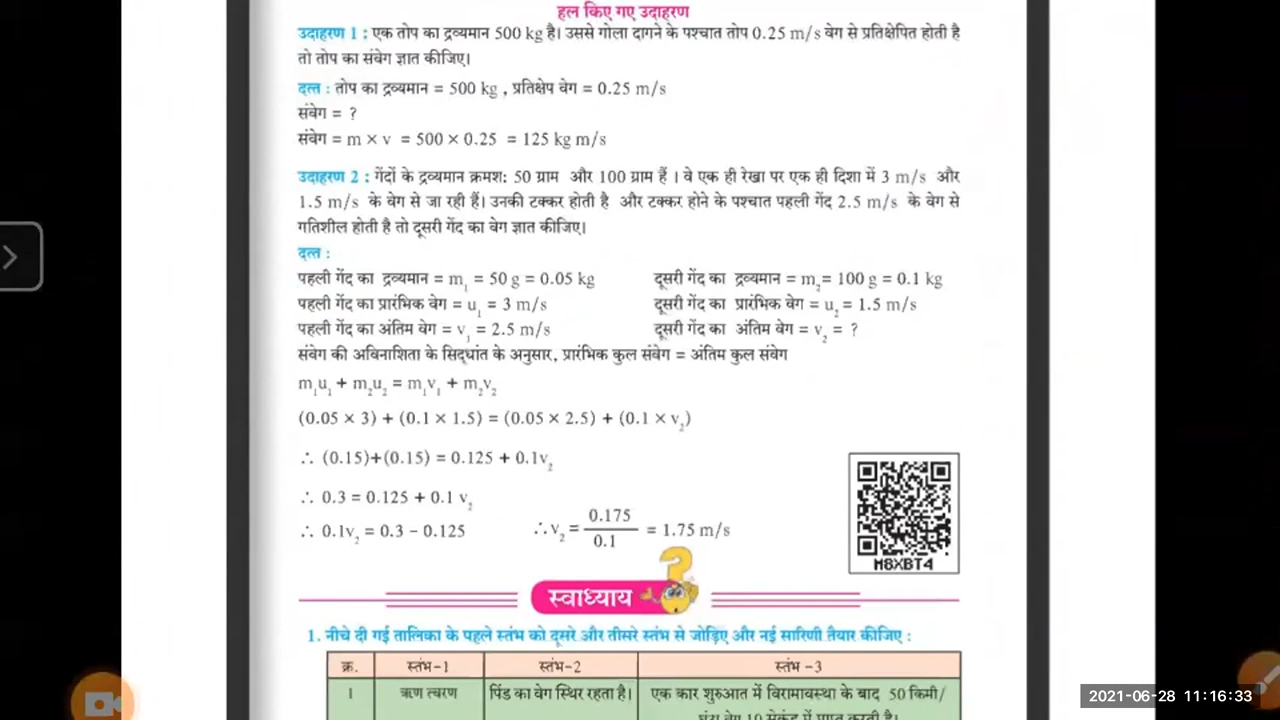 हल किए गए उदाहरण
उदाहरण 1 : एक तोप का द्रव्यमान 500 kg है। उससे गोला दागने के पश्चात तोप 0.25 m/s वेग से प्रतिक्षेपित होती है
तो तोप का संवेग ज्ञात कीजिए।
दत्त : तोप का द्रव्यमान = 500 kg , प्रतिक्षेप वेग = 0.25 m/s
संवेग = ?
संवेग = m × v = 500 × 0.25 = 125 kg m/s
उदाहरण 2 : गेंदों के द्रव्यमान क्रमश: 50 ग्राम और 100 ग्राम हैं । वे एक ही रेखा पर एक ही दिशा में 3 m/s और
1.5 m/s के वेग से जा रही हैं। उनकी टक्कर होती है और टक्कर होने के पश्चात पहली गेंद 2.5 m/s के वेग से
गतिशील होती है तो दूसरी गेंद का वेग ज्ञात कीजिए।
दत्त :
पहली गेंद का द्रव्यमान = m₁ = 50 g = 0.05 kg दूसरी गेंद का द्रव्यमान = m₂= 100 g = 0.1 kg
पहली गेंद का प्रारंभिक वेग = u₁ = 3 m/s दूसरी गेंद का प्रारंभिक वेग = u₂ = 1.5 m/s
पहली गेंद का अंतिम वेग = v₁ = 2.5 m/s दूसरी गेंद का अंतिम वेग = v₂ = ?
संवेग की अविनाशिता के सिद्धांत के अनुसार, प्रारंभिक कुल संवेग = अंतिम कुल संवेग
m₁u₁ + m₂u₂ = m₁v₁ + m₂v₂
(0.05 × 3) + (0.1 × 1.5) = (0.05 × 2.5) + (0.1 × v₂)
∴ (0.15)+(0.15) = 0.125 + 0.1v₂
∴ 0.3 = 0.125 + 0.1 v₂
∴ 0.1v₂ = 0.3 - 0.125 ∴v₂ = 0.175/0.1 = 1.75 m/s
M8XBT4
स्वाध्याय
1. नीचे दी गई तालिका के पहले स्तंभ को दूसरे और तीसरे स्तंभ से जोड़िए और नई सारिणी तैयार कीजिए :
क्र. स्तंभ-1 स्तंभ-2 स्तंभ -3
1 ऋण त्वरण पिंड का वेग स्थिर रहता है। एक कार शुरुआत में विरामावस्था के बाद 50 किमी/
2021-06-28 11:16:33